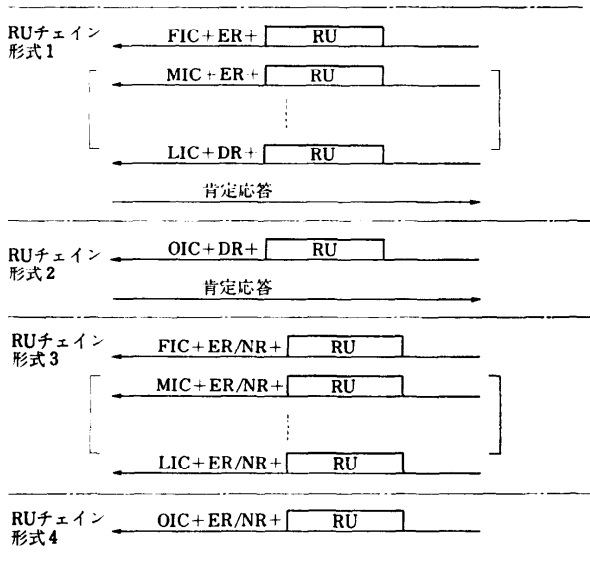 RUチェイン
形式1
FIC+ER+ RU
MIC+ER+ RU
LIC+DR+ RU
肯定応答
RUチェイン
形式2
OIC+DR+ RU
肯定応答
RUチェイン
形式3
FIC+ER/NR+ RU
MIC+ER/NR+ RU
LIC+ER/NR+ RU
RUチェイン
形式4
OIC+ER/NR+ RU